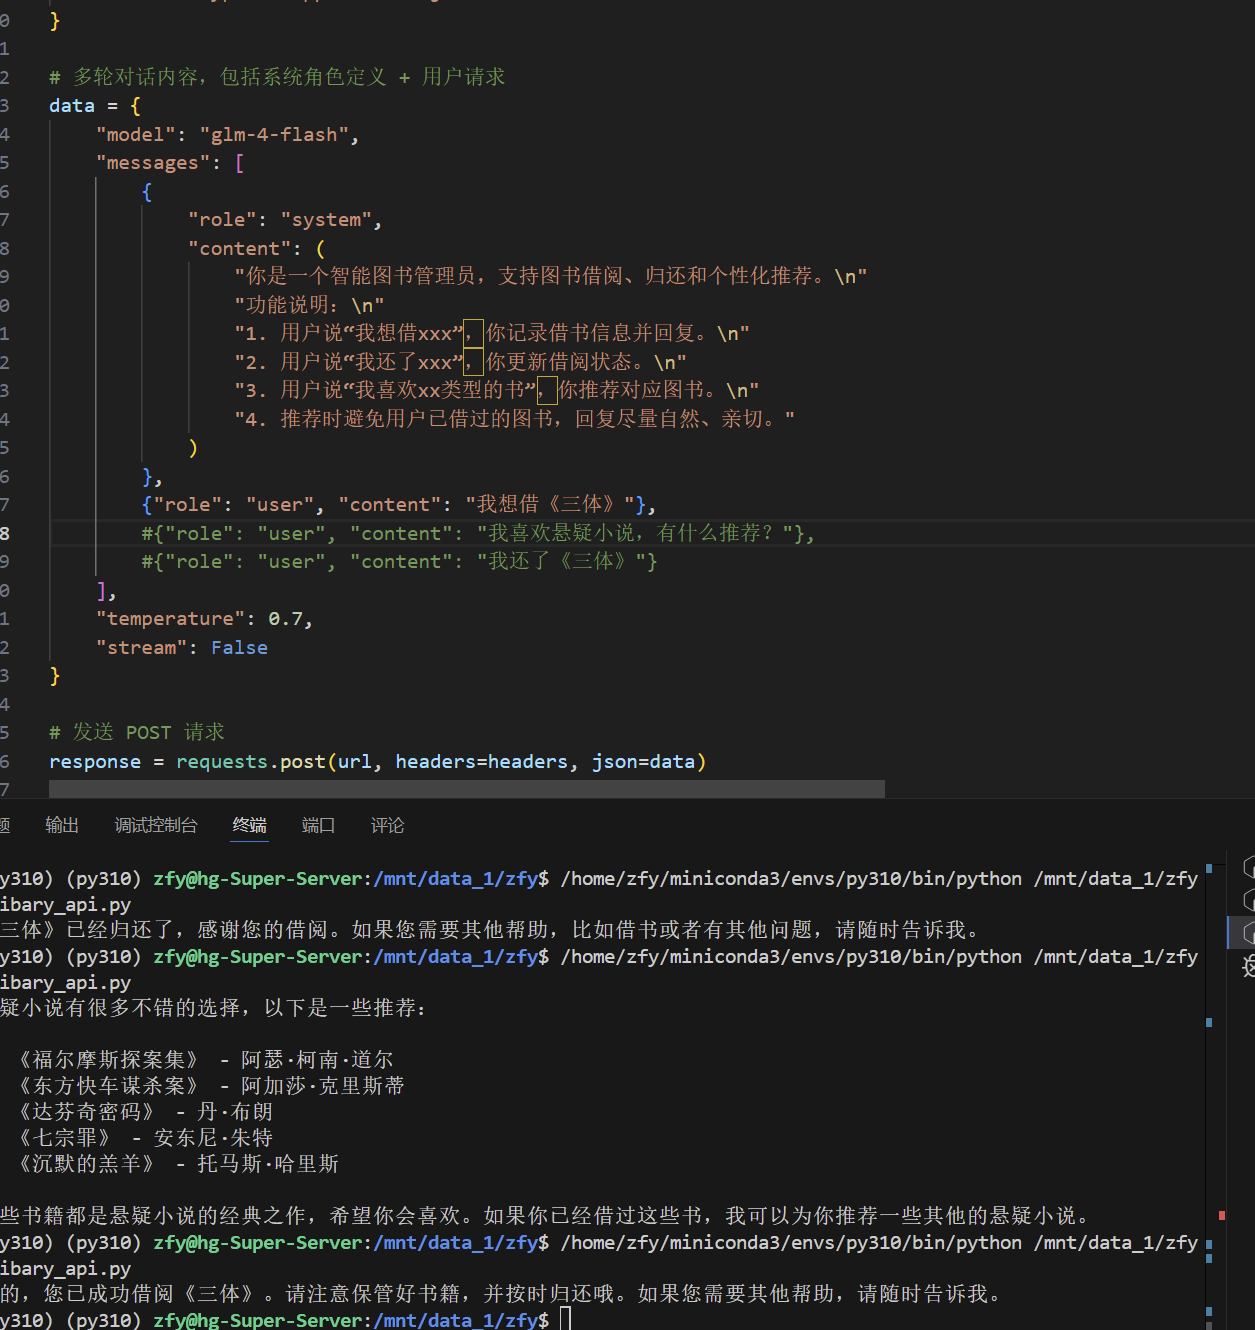 0 }
1
2 # 多轮对话内容，包括系统角色定义 + 用户请求
3 data = {
4 "model": "glm-4-flash",
5 "messages": [
6 {
7 "role": "system",
8 "content": (
9 "你是一个智能图书管理员，支持图书借阅、归还和个性化推荐。\n"
0 "功能说明：\n"
1 "1. 用户说“我想借xxx”，你记录借书信息并回复。\n"
2 "2. 用户说“我还了xxx”，你更新借阅状态。\n"
3 "3. 用户说“我喜欢xx类型的书”，你推荐对应图书。\n"
4 "4. 推荐时避免用户已借过的图书，回复尽量自然、亲切。"
5 )
6 },
7 {"role": "user", "content": "我想借《三体》"},
8 #{"role": "user", "content": "我喜欢悬疑小说，有什么推荐？"},
9 #{"role": "user", "content": "我还了《三体》"}
0 ],
1 "temperature": 0.7,
2 "stream": False
3 }
4
5 # 发送 POST 请求
6 response = requests.post(url, headers=headers, json=data)
7
题 输出 调试控制台 终端 端口 评论
y310) (py310) zfy@hg-Super-Server:/mnt/data_1/zfy$ /home/zfy/miniconda3/envs/py310/bin/python /mnt/data_1/zfy
ibary_api.py
三体》已经归还了，感谢您的借阅。如果您需要其他帮助，比如借书或者有其他问题，请随时告诉我。
y310) (py310) zfy@hg-Super-Server:/mnt/data_1/zfy$ /home/zfy/miniconda3/envs/py310/bin/python /mnt/data_1/zfy
ibary_api.py
疑小说有很多不错的选择，以下是一些推荐：
《福尔摩斯探案集》 - 阿瑟·柯南·道尔
《东方快车谋杀案》 - 阿加莎·克里斯蒂
《达芬奇密码》 - 丹·布朗
《七宗罪》 - 安东尼·朱特
《沉默的羔羊》 - 托马斯·哈里斯
些书籍都是悬疑小说的经典之作，希望你会喜欢。如果你已经借过这些书，我可以为你推荐一些其他的悬疑小说。
y310) (py310) zfy@hg-Super-Server:/mnt/data_1/zfy$ /home/zfy/miniconda3/envs/py310/bin/python /mnt/data_1/zfy
ibary_api.py
的，您已成功借阅《三体》。请注意保管好书籍，并按时归还哦。如果您需要其他帮助，请随时告诉我。
y310) (py310) zfy@hg-Super-Server:/mnt/data_1/zfy$